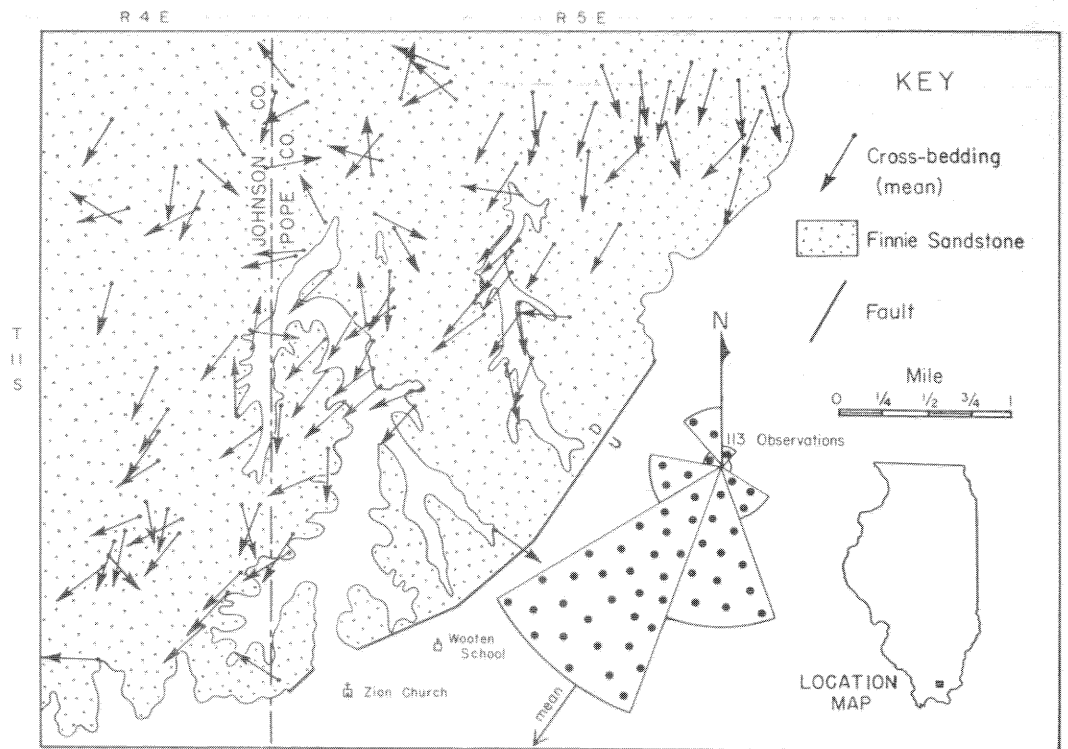 R 4 E
R 5 E
JOHNSON CO.
POPE CO.
T
11
S
KEY
Cross-bedding
(mean)
Finnie Sandstone
Fault
Mile
0 1/4 1/2 3/4 1
N
D
U
113 Observations
mean
Wooten
School
Zion Church
LOCATION
MAP